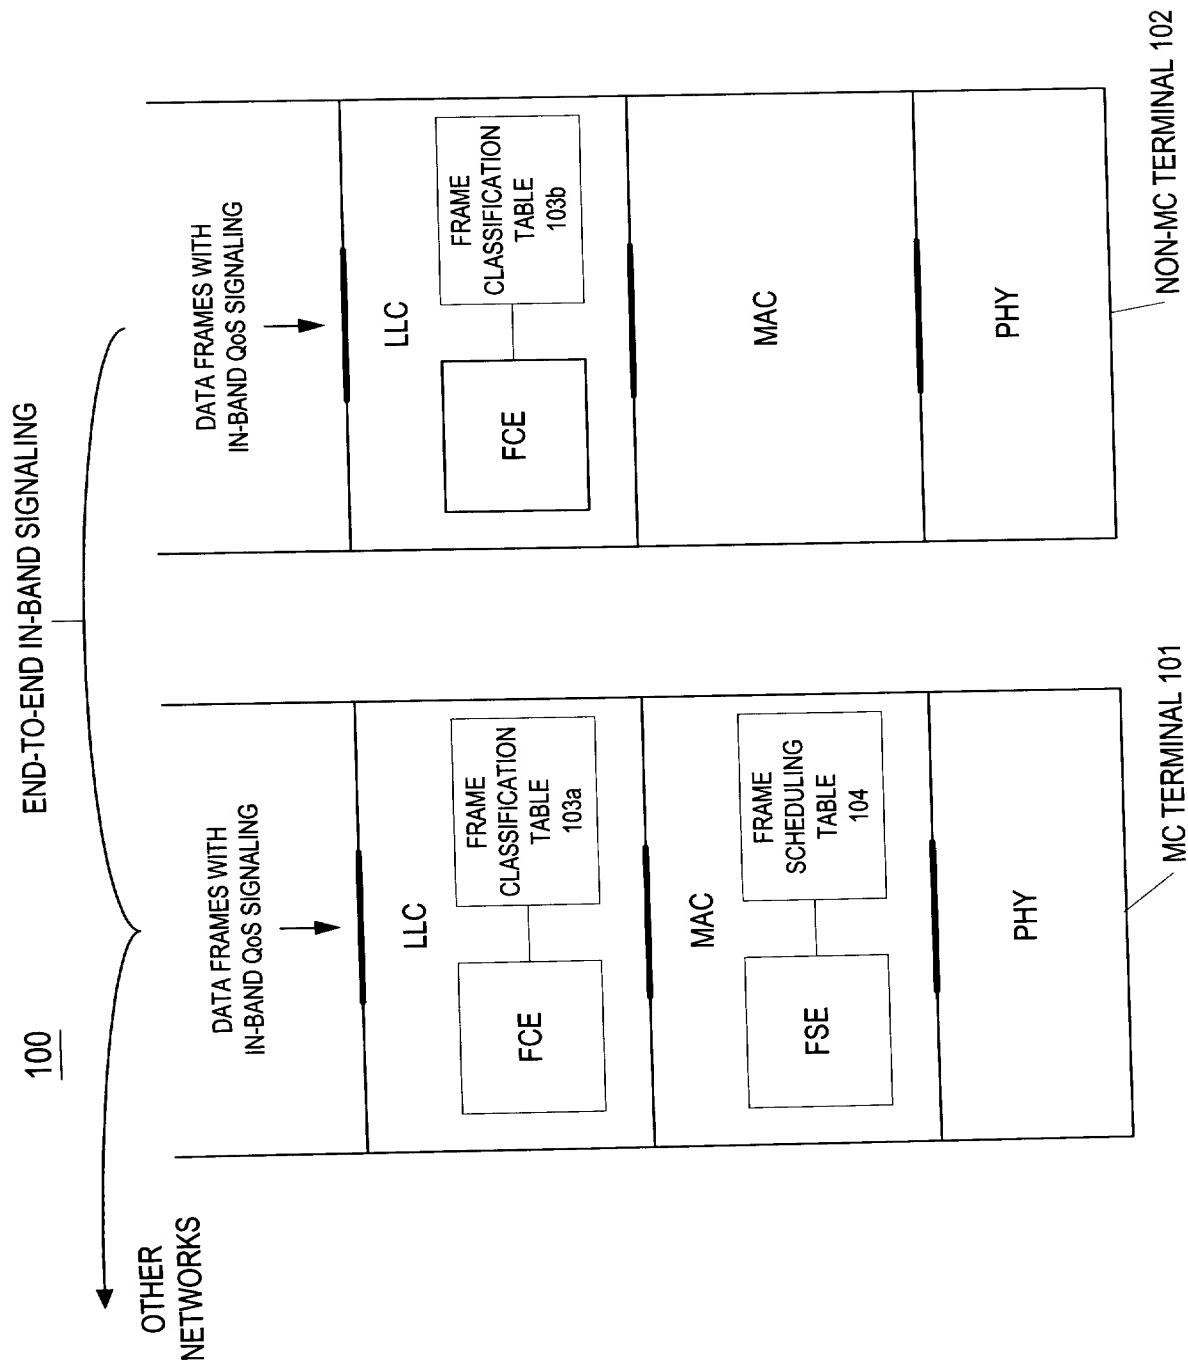 100
END-TO-END IN-BAND SIGNALING
OTHER
NETWORKS
DATA FRAMES WITH
IN-BAND QoS SIGNALING
LLC
FCE
FRAME
CLASSIFICATION
TABLE
103a
MAC
FSE
FRAME
SCHEDULING
TABLE
104
PHY
MC TERMINAL 101
DATA FRAMES WITH
IN-BAND QoS SIGNALING
LLC
FCE
FRAME
CLASSIFICATION
TABLE
103b
MAC
PHY
NON-MC TERMINAL 102